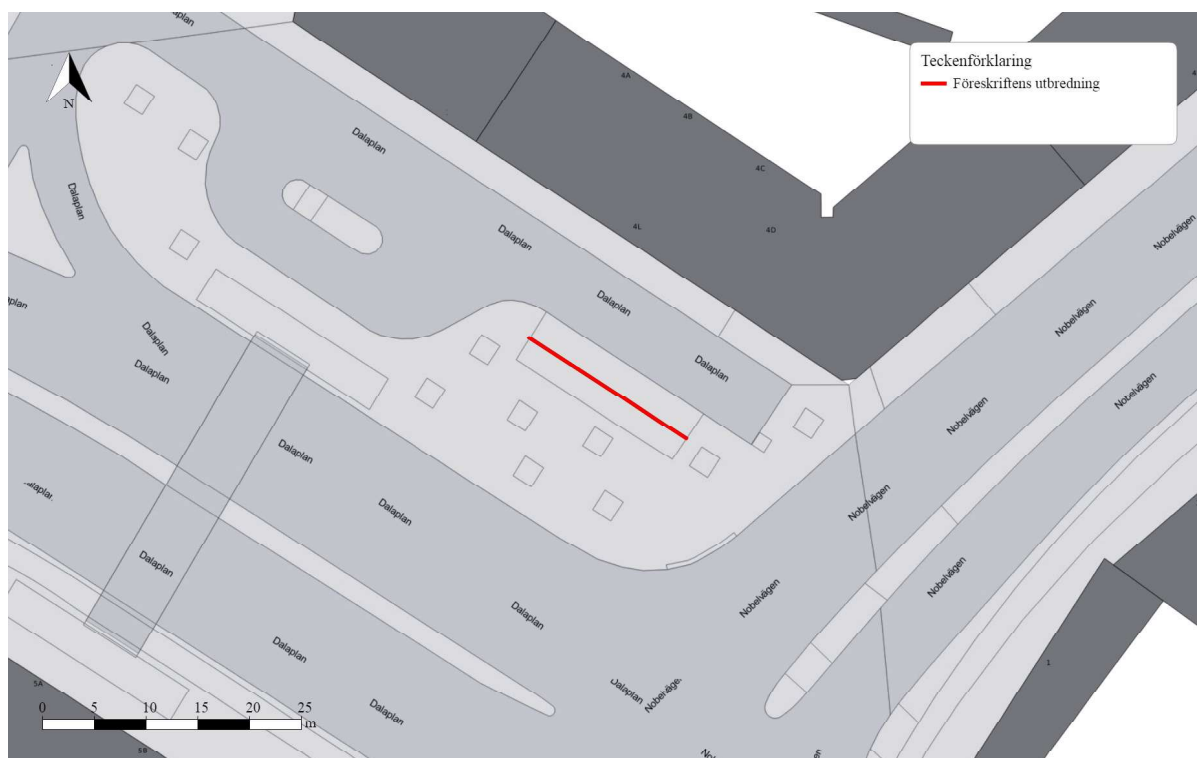 Dalaplan
Teckenförklaring
Föreskriftens utbredning
4A
4B
4C
4L
4D
N
Dalaplan
Dalaplan
Dalaplan
Dalaplan
Dalaplan
Nobelvägen
Nobelvägen
Nobelvägen
Nobelvägen
Nobelvägen
Nobelvägen
Nobelvägen
Dalaplan
Dalaplan
Dalaplan
Dalaplan
Dalaplan
Dalaplan
Dalaplan
Dalaplan
Dalaplan
1
5A
5B
0 5 10 15 20 25
m